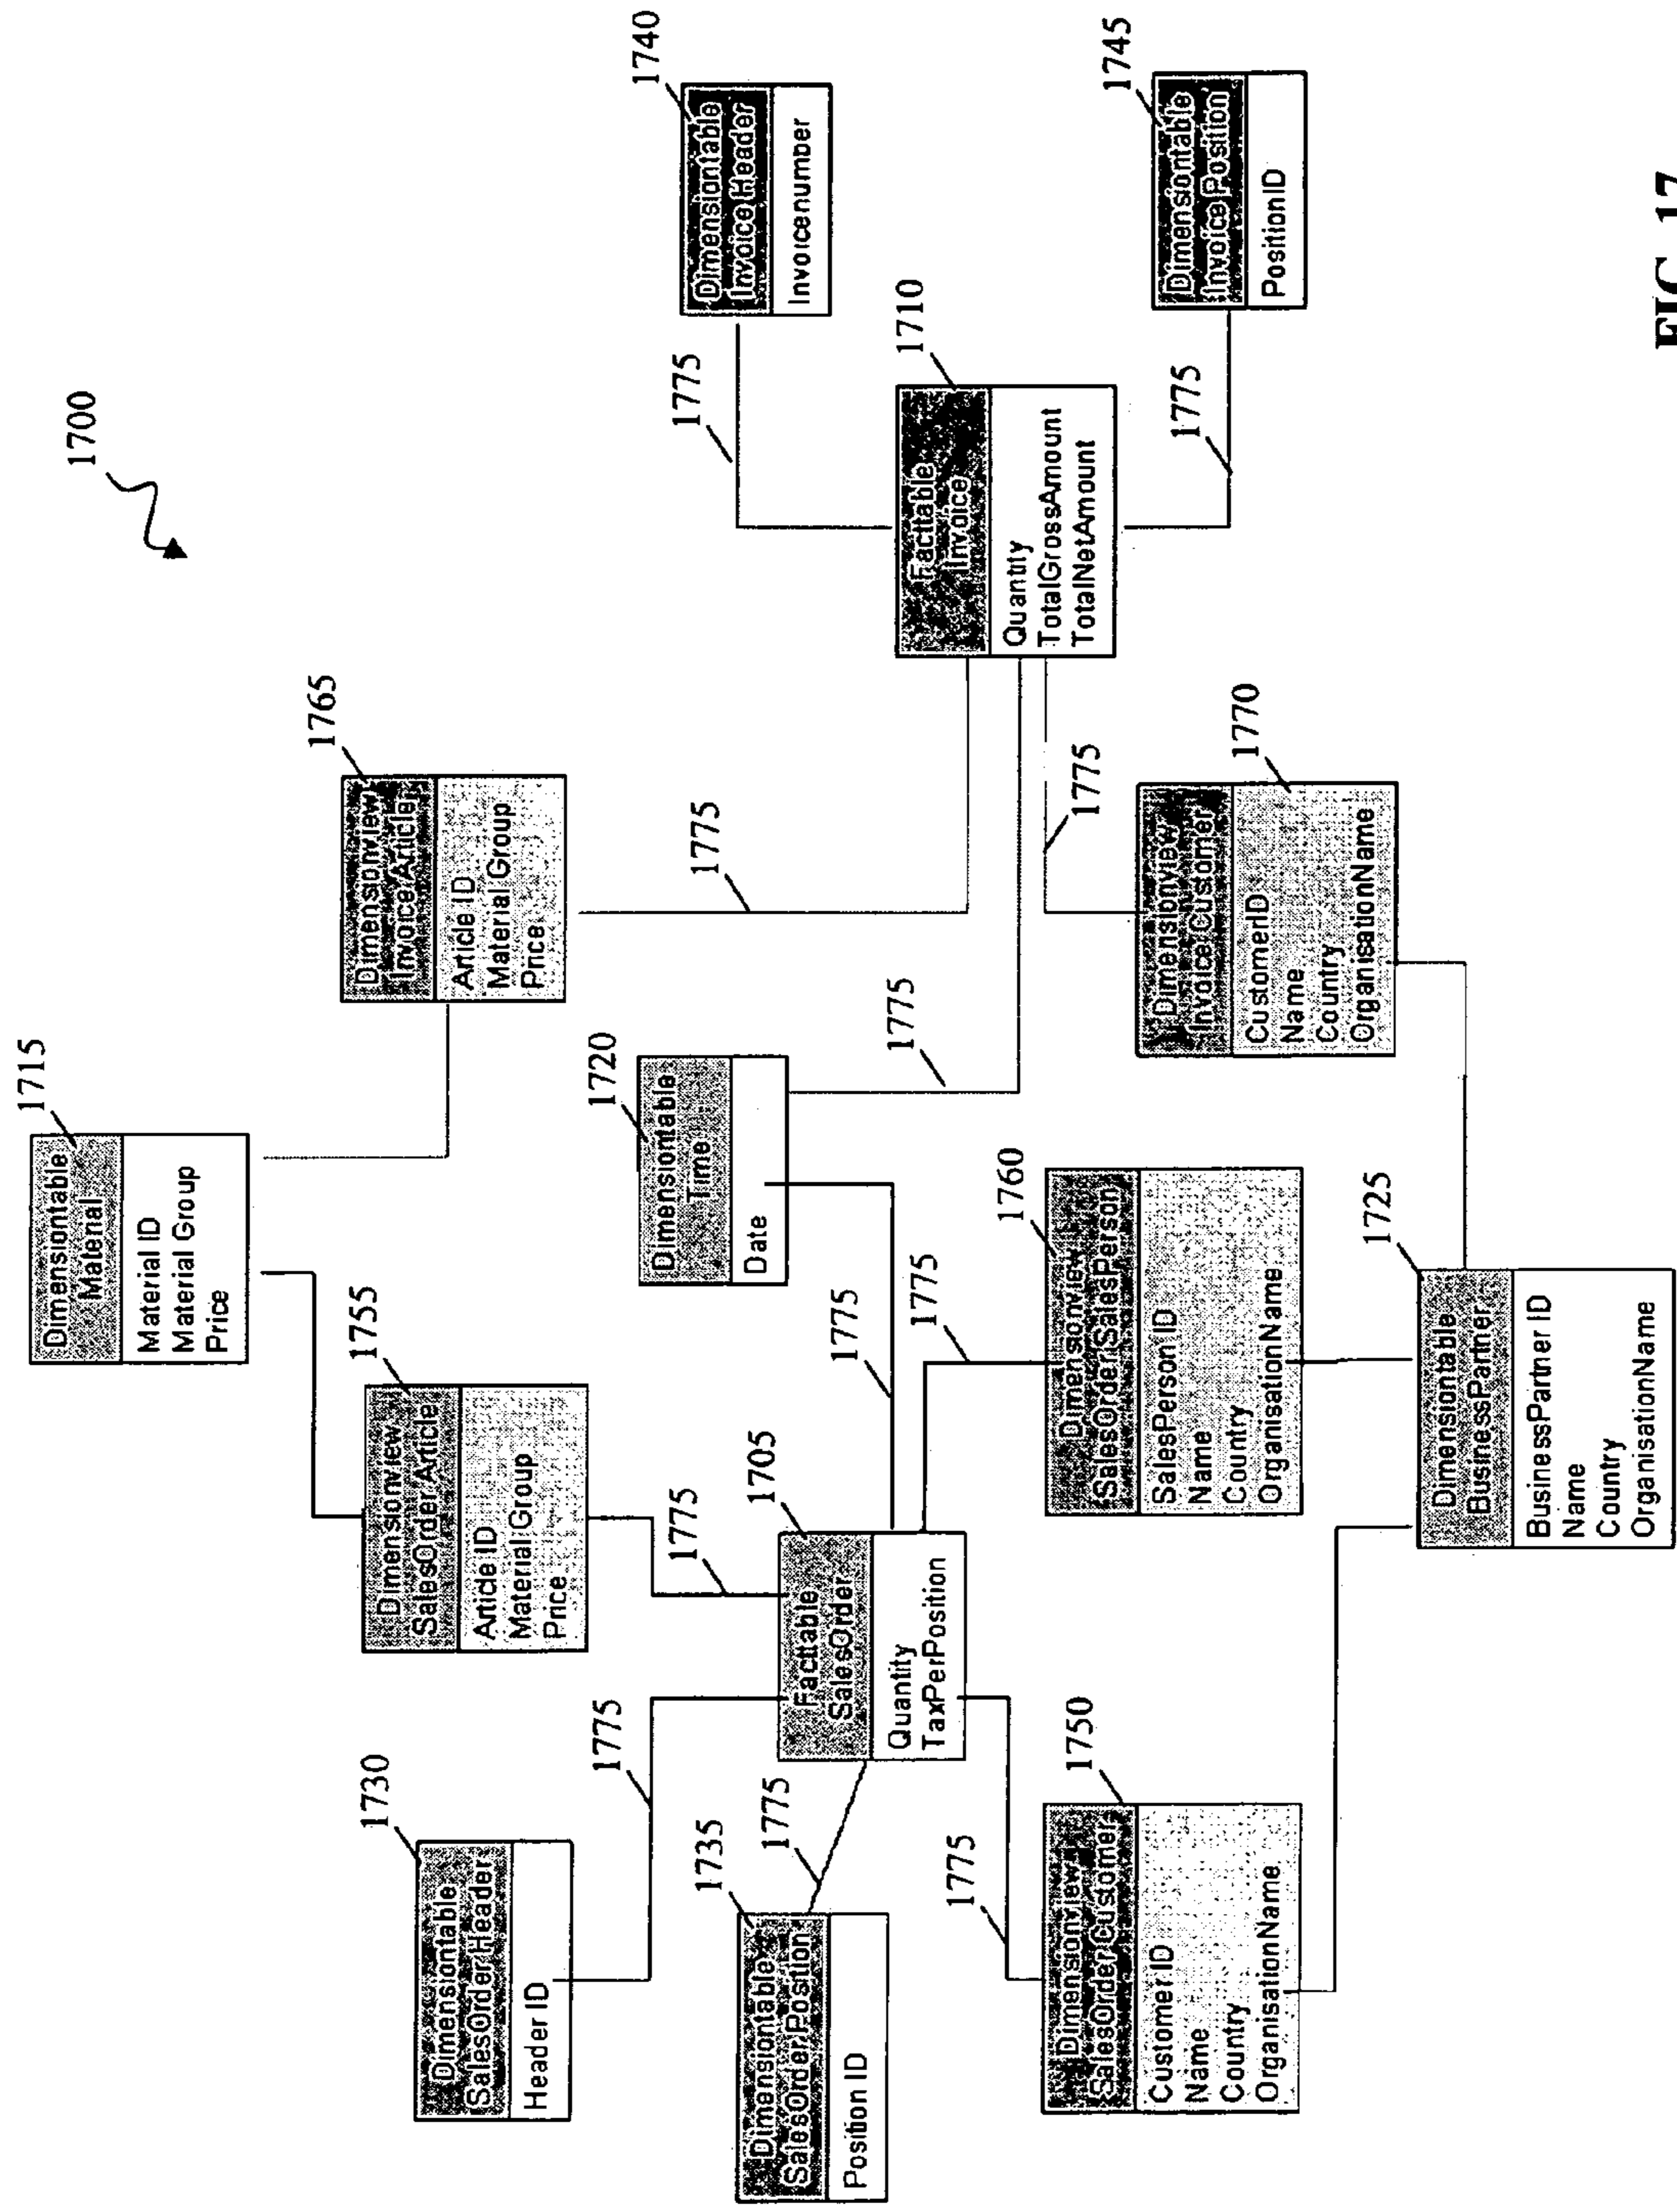 1700
1715
Dimensiontable
Material
Material ID
Material Group
Price
1730
Dimensiontable
SalesOrder Header
Header ID
1775
1755
Dimensionview
SalesOrder/Article
Article ID
Material Group
Price
1775
1765
Dimensionview
Invoice/Article
Article ID
Material Group
Price
1775
1740
Dimensiontable
Invoice Header
Invoicenumber
1775
1735
Dimensiontable
SalesOrder Position
Position ID
1775
1705
Facttable
SalesOrder
Quantity
TaxPerPosition
1775
1720
Dimensiontable
Time
Date
1775
1710
Facttable
Invoice
Quantity
TotalGrossAmount
TotalNetAmount
1750
Dimensionview
SalesOrder/Customer
CustomerID
Name
Country
OrganisationName
1775
1760
Dimensionview
SalesOrder/SalesPerson
SalesPerson ID
Name
Country
OrganisationName
1775
1770
Dimensionview
Invoice/Customer
CustomerID
Name
Country
OrganisationName
1775
1745
Dimensiontable
Invoice Position
PositionID
1775
1725
Dimensiontable
BusinessPartner
BusinessPartner ID
Name
Country
OrganisationName
FIG. 17